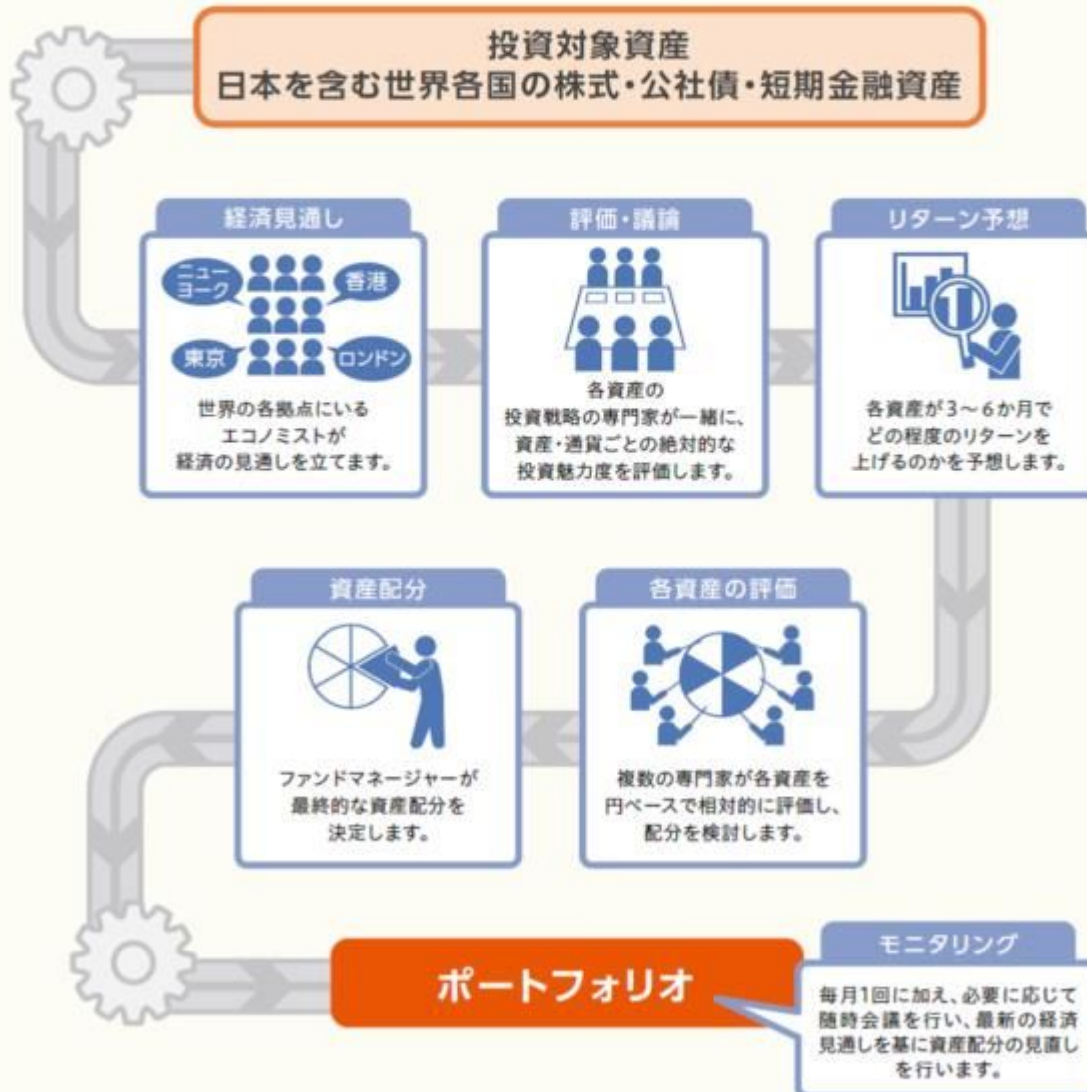 投資対象資産
日本を含む世界各国の株式・公社債・短期金融資産
経済見通し
ニュー
ヨーク
香港
東京
ロンドン
世界の各拠点にいる
エコノミストが
経済の見通しを立てます。
評価・議論
各資産の
投資戦略の専門家が一緒に、
資産・通貨ごとの絶対的な
投資魅力度を評価します。
リターン予想
各資産が3～6か月で
どの程度のリターンを
上げるのかを予想します。
各資産の評価
複数の専門家が各資産を
円ベースで相対的に評価し、
配分を検討します。
資産配分
ファンドマネージャーが
最終的な資産配分を
決定します。
ポートフォリオ
モニタリング
毎月1回に加え、必要に応じて
随時会議を行い、最新の経済
見通しを基に資産配分の見直し
を行います。